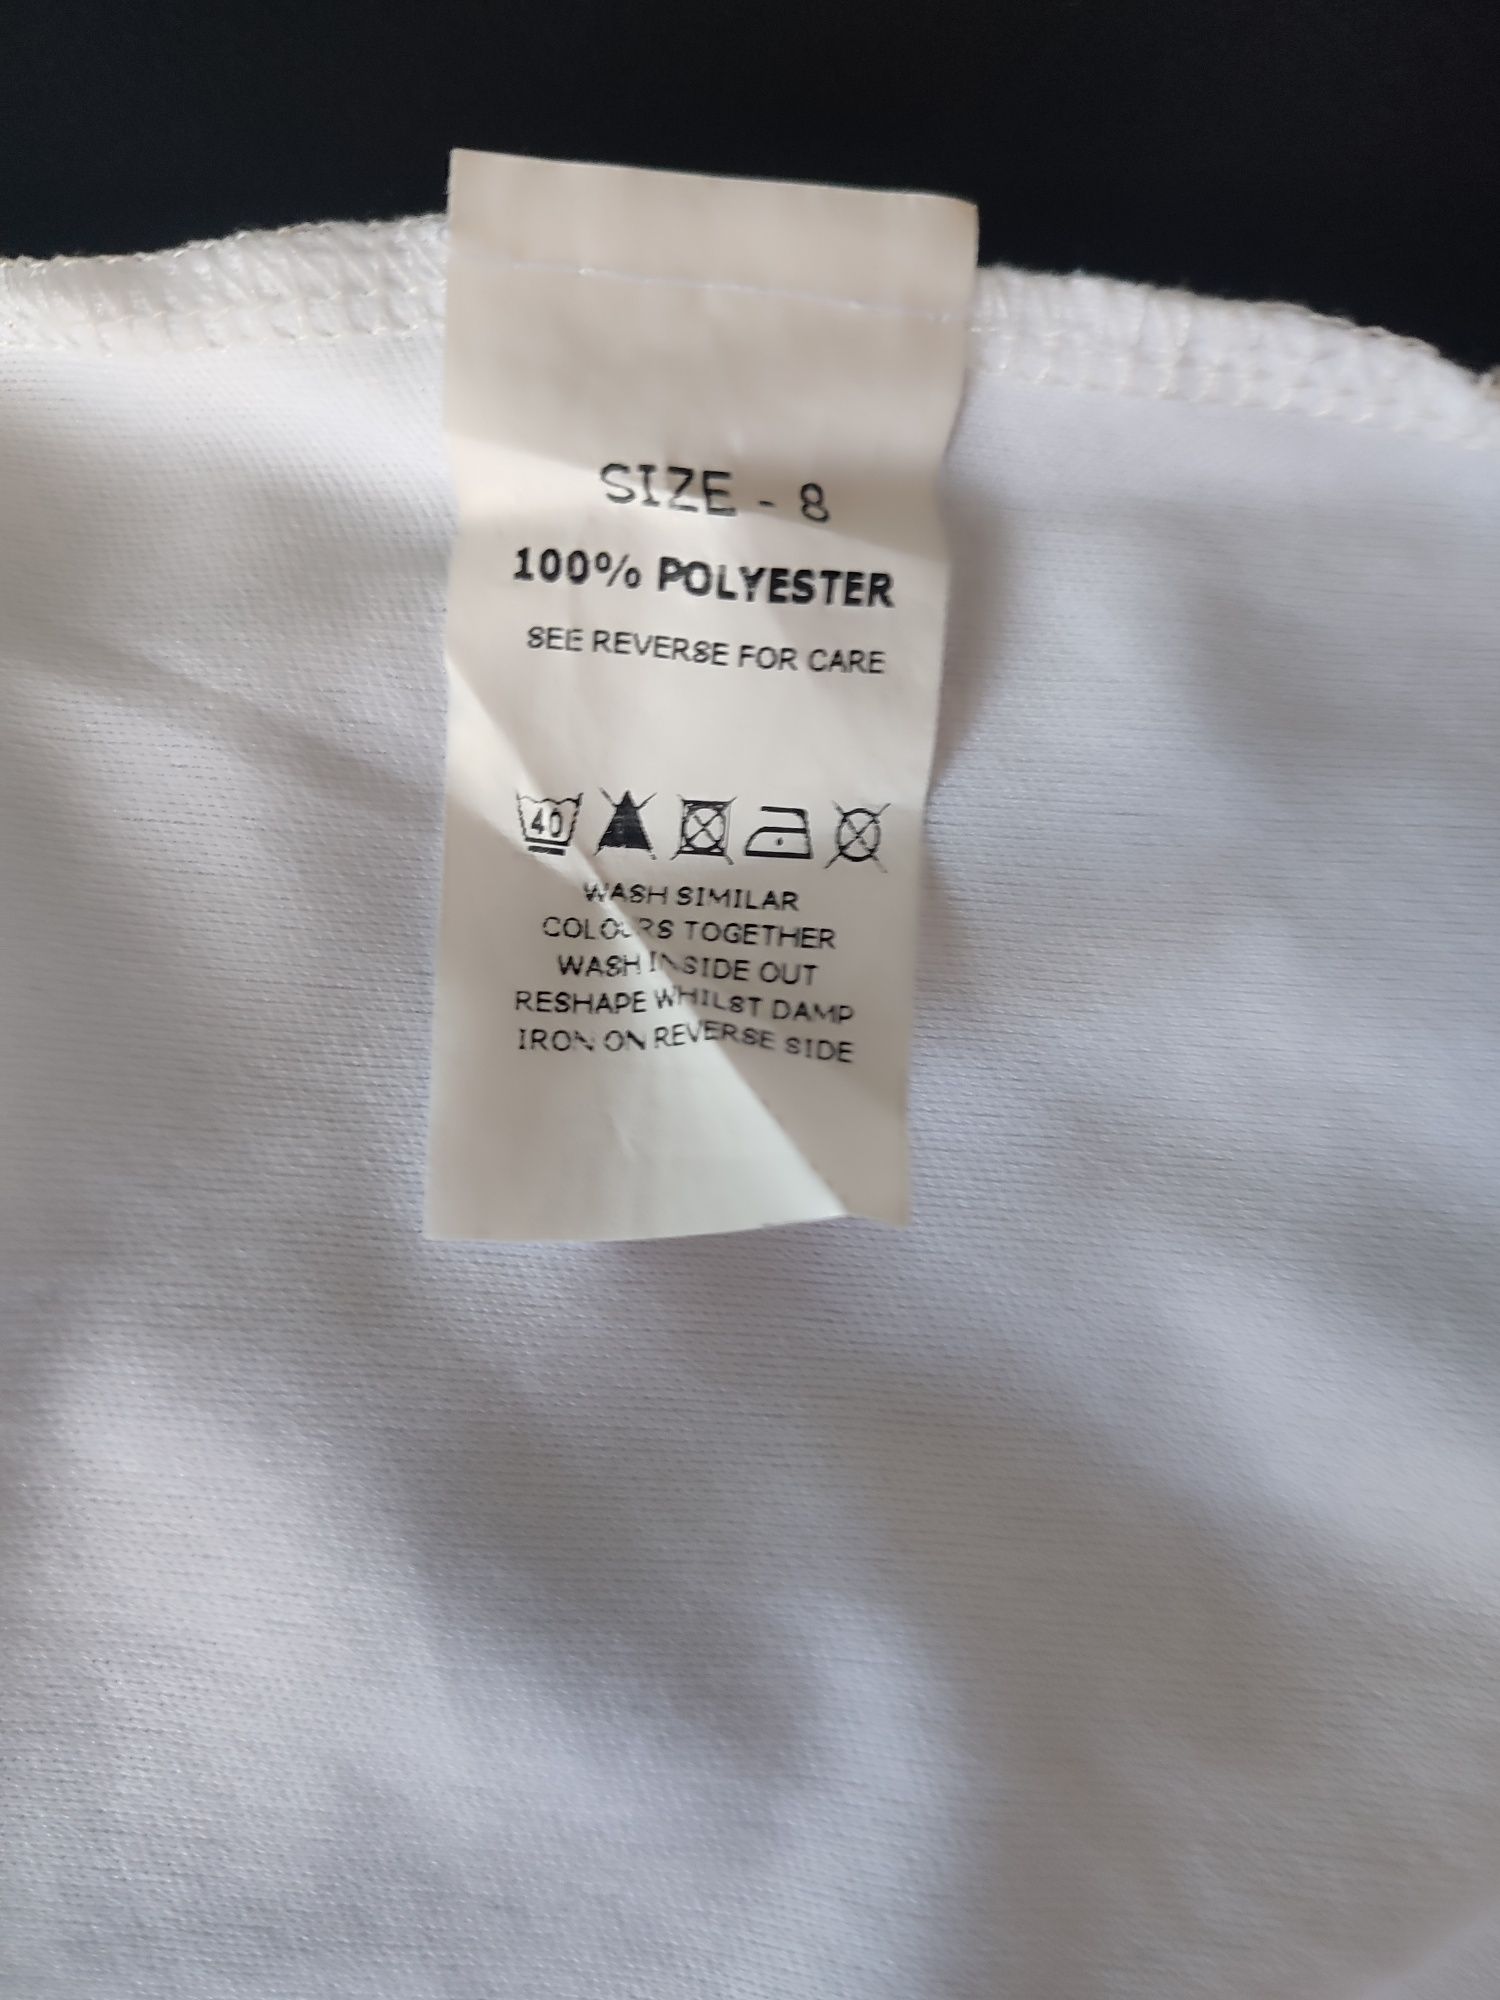 SIZE - 8
100% POLYESTER
SEE REVERSE FOR CARE
40
WASH SIMILAR
COLOURS TOGETHER
WASH INSIDE OUT
RESHAPE WHILST DAMP
IRON ON REVERSE SIDE